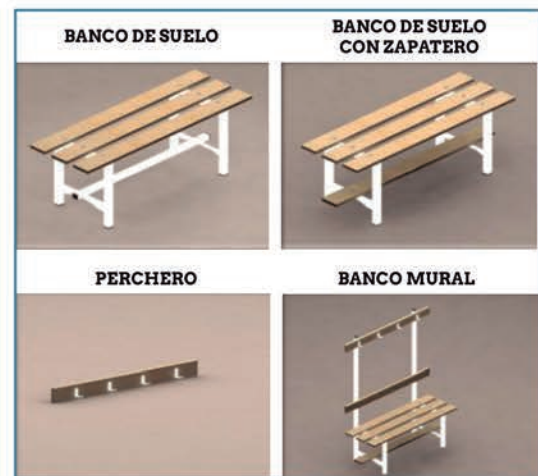 BANCO DE SUELO
BANCO DE SUELO
CON ZAPATERO
PERCHERO
BANCO MURAL